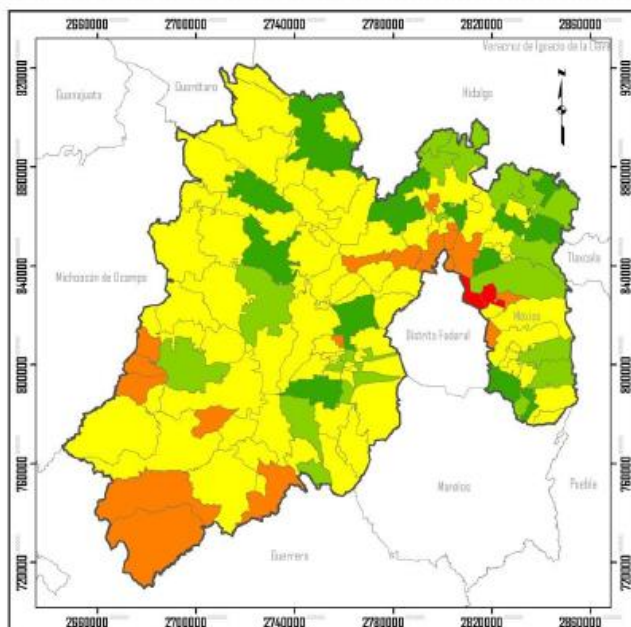 2660000 2700000 2740000 2780000 2820000 2860000
Veracruz de Ignacio de la Llave
820000 820000
Querétaro
Guanajuato
Hidalgo
N
880000 880000
Tlaxcala
840000 840000
Michoacán de Ocampo
México
Distrito Federal
800000 800000
Morelos
Puebla
760000 760000
Guerrero
720000 720000
2660000 2700000 2740000 2780000 2820000 2860000